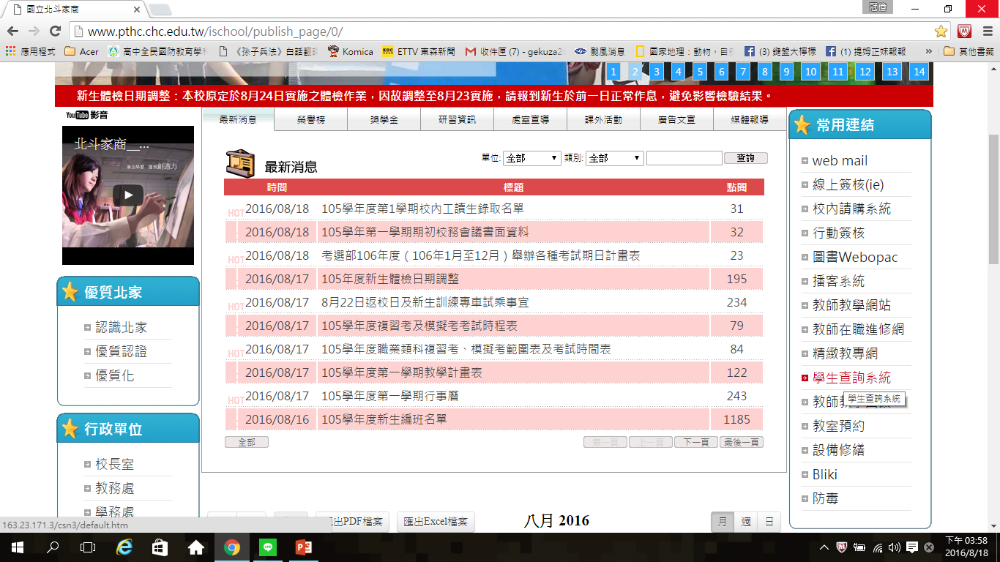 國立北斗家商
冠億
www.pthc.chc.edu.tw/ischool/publish_page/0/
應用程式 Acer 高中全民國防教育學科 《孫子兵法》白話翻譯 Komica ETTV 東森新聞 收件匣 (7) - gekuza2 颱風消息 國家地理：動物，自然 (3) 鍵盤大檸檬 (1) 提姆正妹報報 » 其他書籤
1 2 3 4 5 6 7 8 9 10 11 12 13 14
新生體檢日期調整：本校原定於8月24日實施之體檢作業，因故調整至8月23實施，請報到新生於前一日正常作息，避免影響檢驗結果。
YouTube 影音
北斗家商__...
創造力
優質北家
認識北家
優質認證
優質化
行政單位
校長室
教務處
學務處
最新消息 榮譽榜 獎學金 研習資訊 處室宣導 課外活動 廣告文宣 媒體報導
最新消息
單位: 全部 類別: 全部 查詢
時間 標題 點閱
HOT 2016/08/18 105學年度第1學期校內工讀生錄取名單 31
2016/08/18 105學年第一學期期初校務會議書面資料 32
HOT 2016/08/18 考選部106年度（106年1月至12月）舉辦各種考試期日計畫表 23
2016/08/17 105年度新生體檢日期調整 195
HOT 2016/08/17 8月22日返校日及新生訓練專車試乘事宜 234
2016/08/17 105學年度複習考及模擬考考試時程表 79
HOT 2016/08/17 105學年度職業類科複習考、模擬考範圍表及考試時間表 84
2016/08/17 105學年度第一學期教學計畫表 122
HOT 2016/08/17 105學年度第一學期行事曆 243
2016/08/16 105學年度新生編班名單 1185
全部 第一頁 上一頁 下一頁 最後一頁
匯出PDF檔案 匯出Excel檔案 八月 2016 月 週 日
常用連結
web mail
線上簽核(ie)
校內請購系統
行動簽核
圖書Webopac
播客系統
教師教學網站
教師在職進修網
精緻教專網
學生查詢系統
教師
學生查詢系統
教室預約
設備修繕
Bliki
防毒
163.23.171.3/csn3/default.htm
下午 03:58
2016/8/18